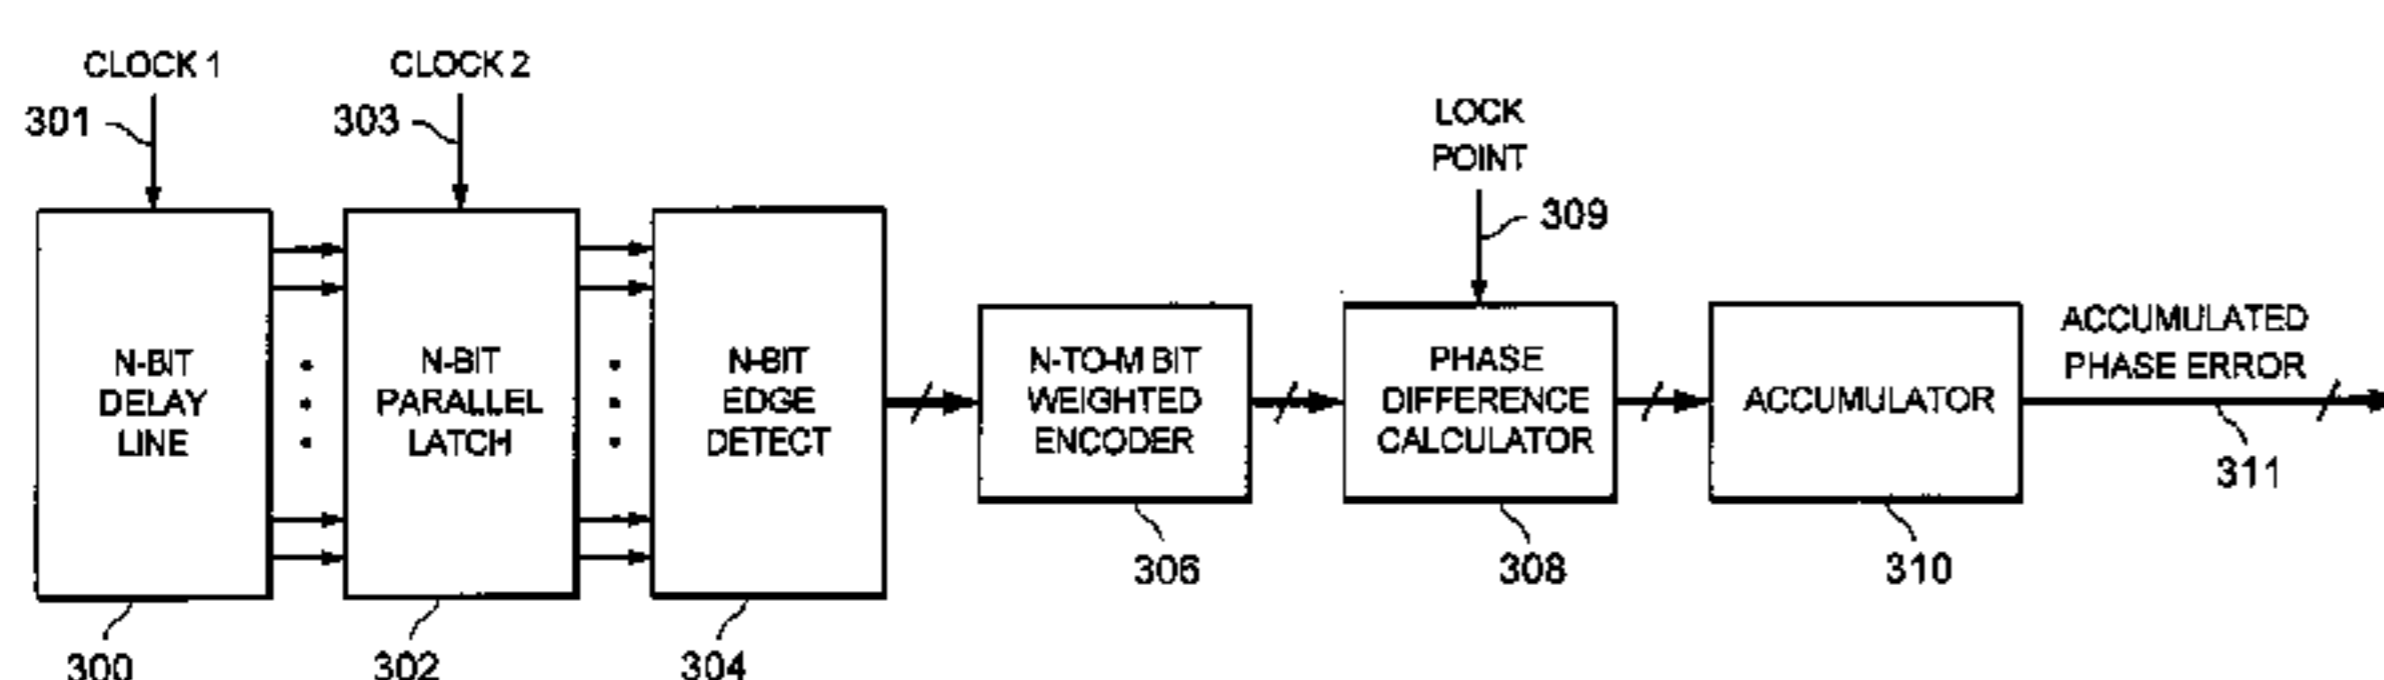 CLOCK 1
CLOCK 2
301
303
LOCK
POINT
309
N-BIT
DELAY
LINE
N-BIT
PARALLEL
LATCH
N-BIT
EDGE
DETECT
N-TO-M BIT
WEIGHTED
ENCODER
PHASE
DIFFERENCE
CALCULATOR
ACCUMULATOR
ACCUMULATED
PHASE ERROR
311
306
308
310
300
302
304